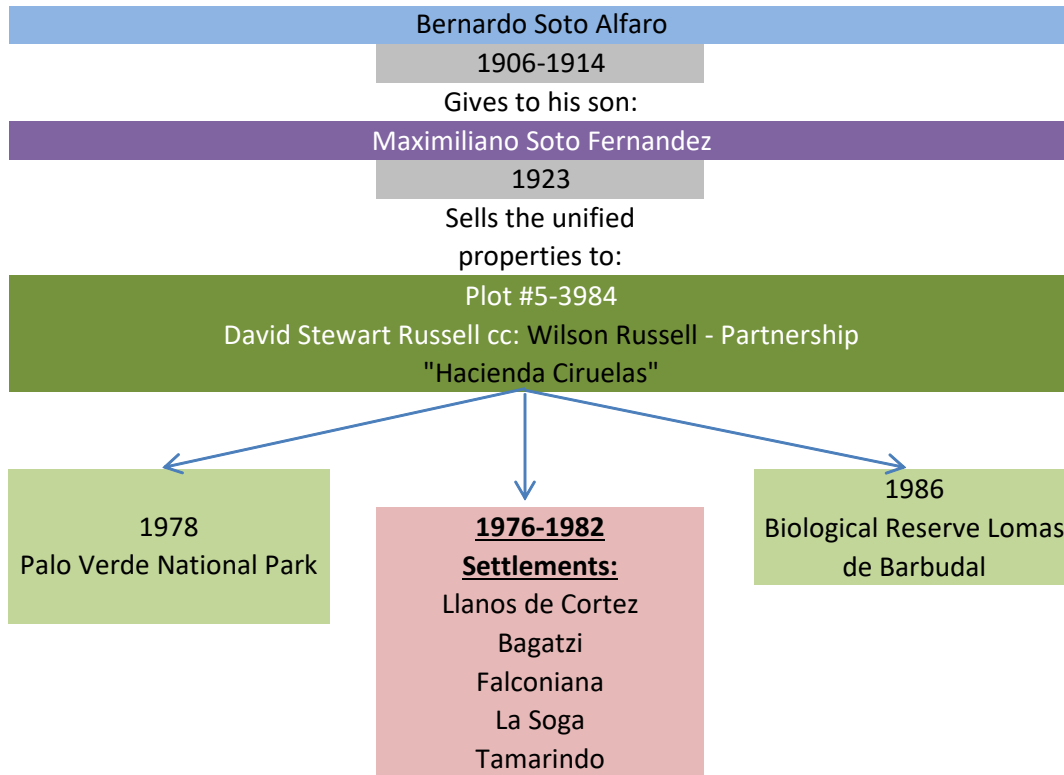 Bernardo Soto Alfaro
1906-1914
Gives to his son:
Maximiliano Soto Fernandez
1923
Sells the unified
properties to:
Plot #5-3984
David Stewart Russell cc: Wilson Russell - Partnership
"Hacienda Ciruelas"
1978
Palo Verde National Park
1976-1982
Settlements:
Llanos de Cortez
Bagatzi
Falconiana
La Soga
Tamarindo
1986
Biological Reserve Lomas
de Barbudal